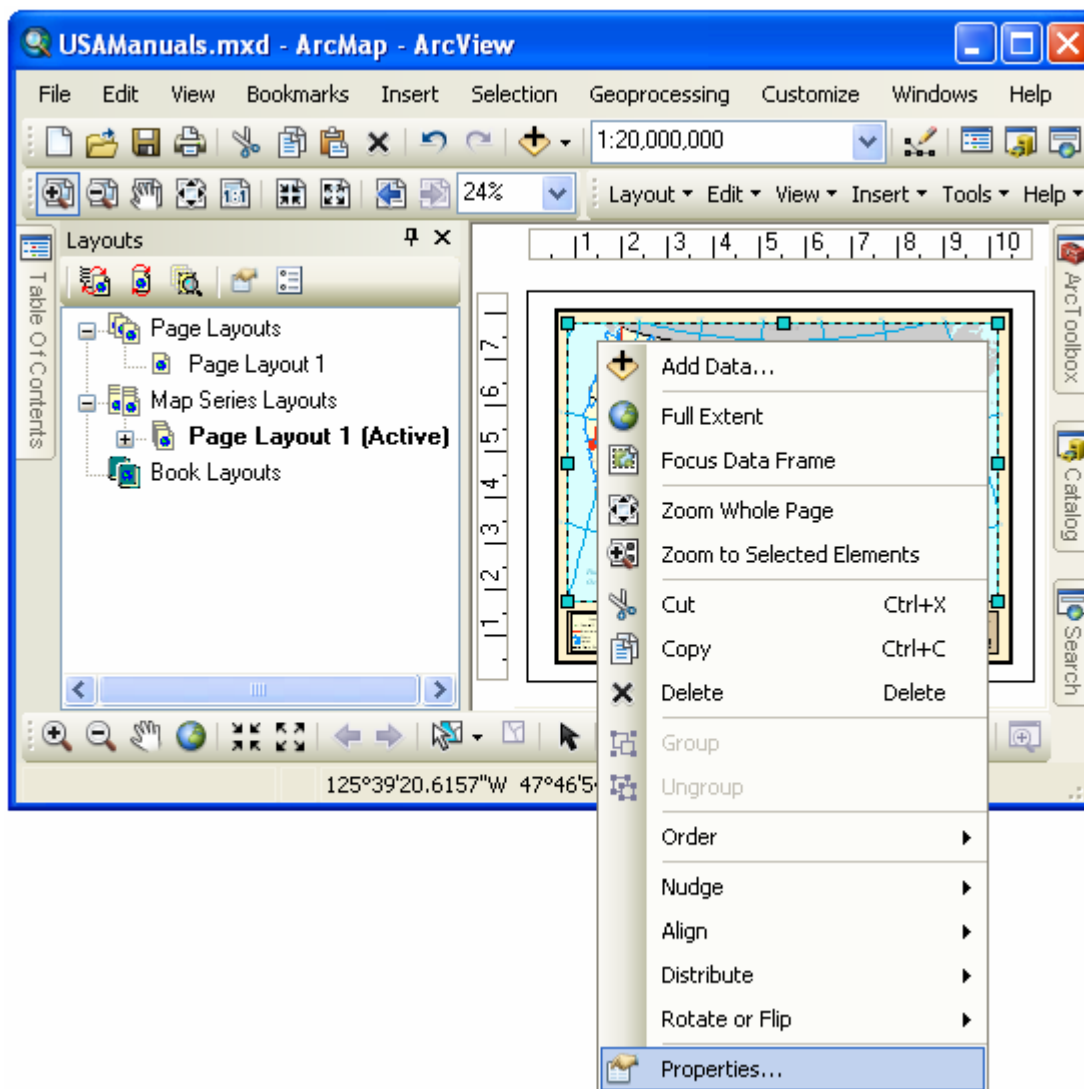 USAManuals.mxd - ArcMap - ArcView
File Edit View Bookmarks Insert Selection Geoprocessing Customize Windows Help
1:20,000,000
1:1 24% Layout Edit View Insert Tools Help
Layouts
Table Of Contents
Page Layouts
Page Layout 1
Map Series Layouts
Page Layout 1 (Active)
Book Layouts
1 2 3 4 5 6 7 8 9 10
7 6 5 4 3 2 1
ArcToolbox
Catalog
Search
Add Data...
Full Extent
Focus Data Frame
Zoom Whole Page
Zoom to Selected Elements
Cut Ctrl+X
Copy Ctrl+C
Delete Delete
Group
Ungroup
Order
Nudge
Align
Distribute
Rotate or Flip
Properties...
125°39'20.6157"W 47°46'5